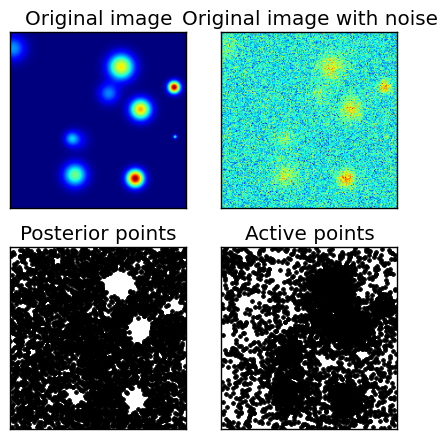 Original image
Original image with noise
Posterior points
Active points